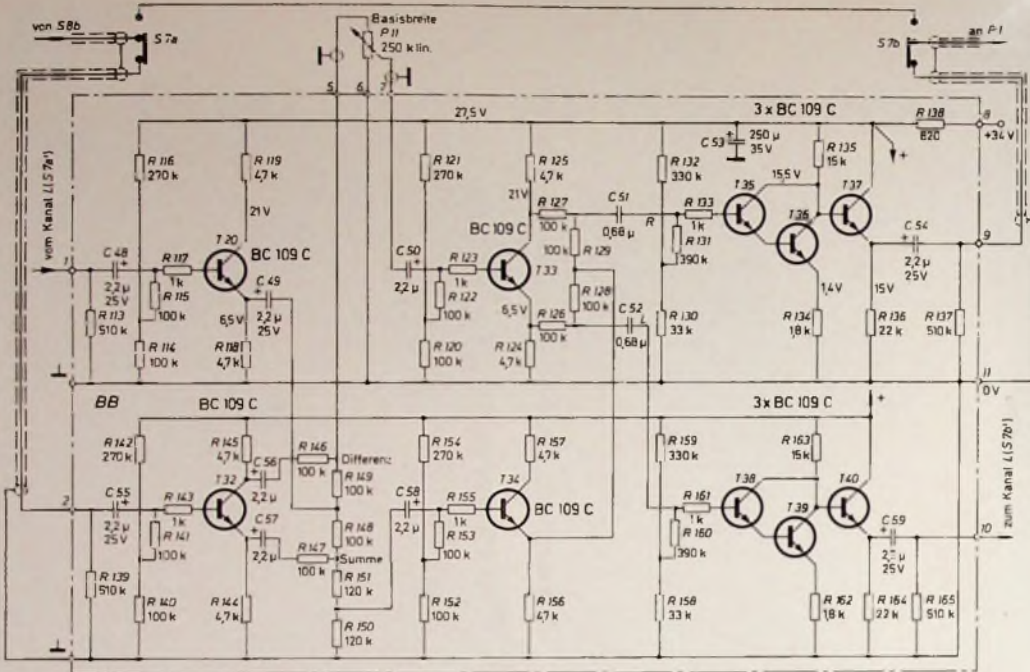 von S8b
S7a
Basisbreite
P11
250 k lin.
S7b
an P1
5
6
7
27,5 V
3 x BC 109 C
R 138
820
8
+34 V
R 116
270 k
R 119
4,7 k
R 121
270 k
R 125
4,7 k
C 53
250 µ
35 V
R 132
330 k
R 135
15 k
+
vom Kanal L(S7a')
21 V
21 V
R 127
100 k
C 51
0,68 µ
R
R 133
1 k
T 35
15,5 V
T 36
T 37
1
C 48
2,2 µ
25 V
R 117
1 k
T 20
BC 109 C
C 50
2,2 µ
R 123
1 k
BC 109 C
T 33
100 k
R 129
R 131
390 k
C 54
2,2 µ
25 V
9
R 113
510 k
R 115
100 k
C 49
2,2 µ
25 V
6,5 V
R 122
100 k
6,5 V
R 128
100 k
R 126
100 k
C 52
0,68 µ
L
R 130
33 k
1,4 V
R 134
1,8 k
15 V
R 136
22 k
R 137
510 k
R 114
100 k
R 118
4,7 k
R 120
100 k
R 124
4,7 k
11
0 V
BB
BC 109 C
3 x BC 109 C
+
R 142
270 k
R 145
4,7 k
C 56
2,2 µ
R 146
100 k
Differenz
R 149
100 k
R 154
270 k
R 157
4,7 k
R 159
330 k
R 163
15 k
2
C 55
2,2 µ
25 V
R 143
1 k
T 32
C 57
2,2 µ
R 148
100 k
C 58
2,2 µ
R 155
1 k
T 34
BC 109 C
R 161
1 k
T 38
T 39
T 40
C 59
25 V
10
zum Kanal L(S7b')
R 141
100 k
R 147
100 k
Summe
R 153
100 k
R 160
390 k
R 139
510 k
R 140
100 k
R 144
4,7 k
R 151
120 k
R 150
120 k
R 152
100 k
R 156
4,7 k
R 158
33 k
R 162
1,8 k
R 164
22 k
R 165
510 k